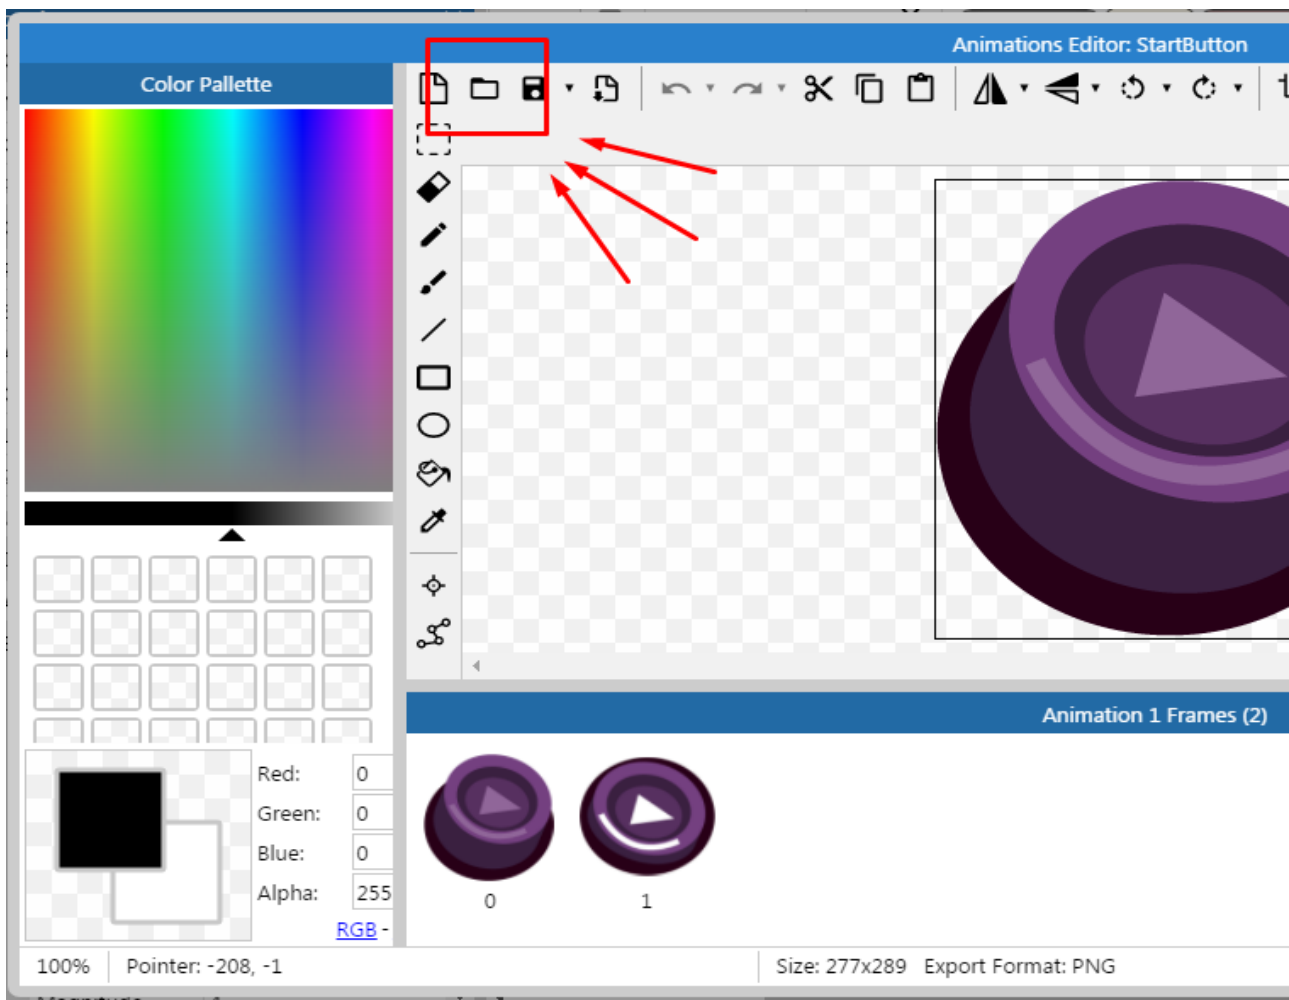 Animations Editor: StartButton
Color Pallette
Animation 1 Frames (2)
Red: 0
Green: 0
Blue: 0
Alpha: 255
RGB -
0
1
100%
Pointer: -208, -1
Size: 277x289
Export Format: PNG